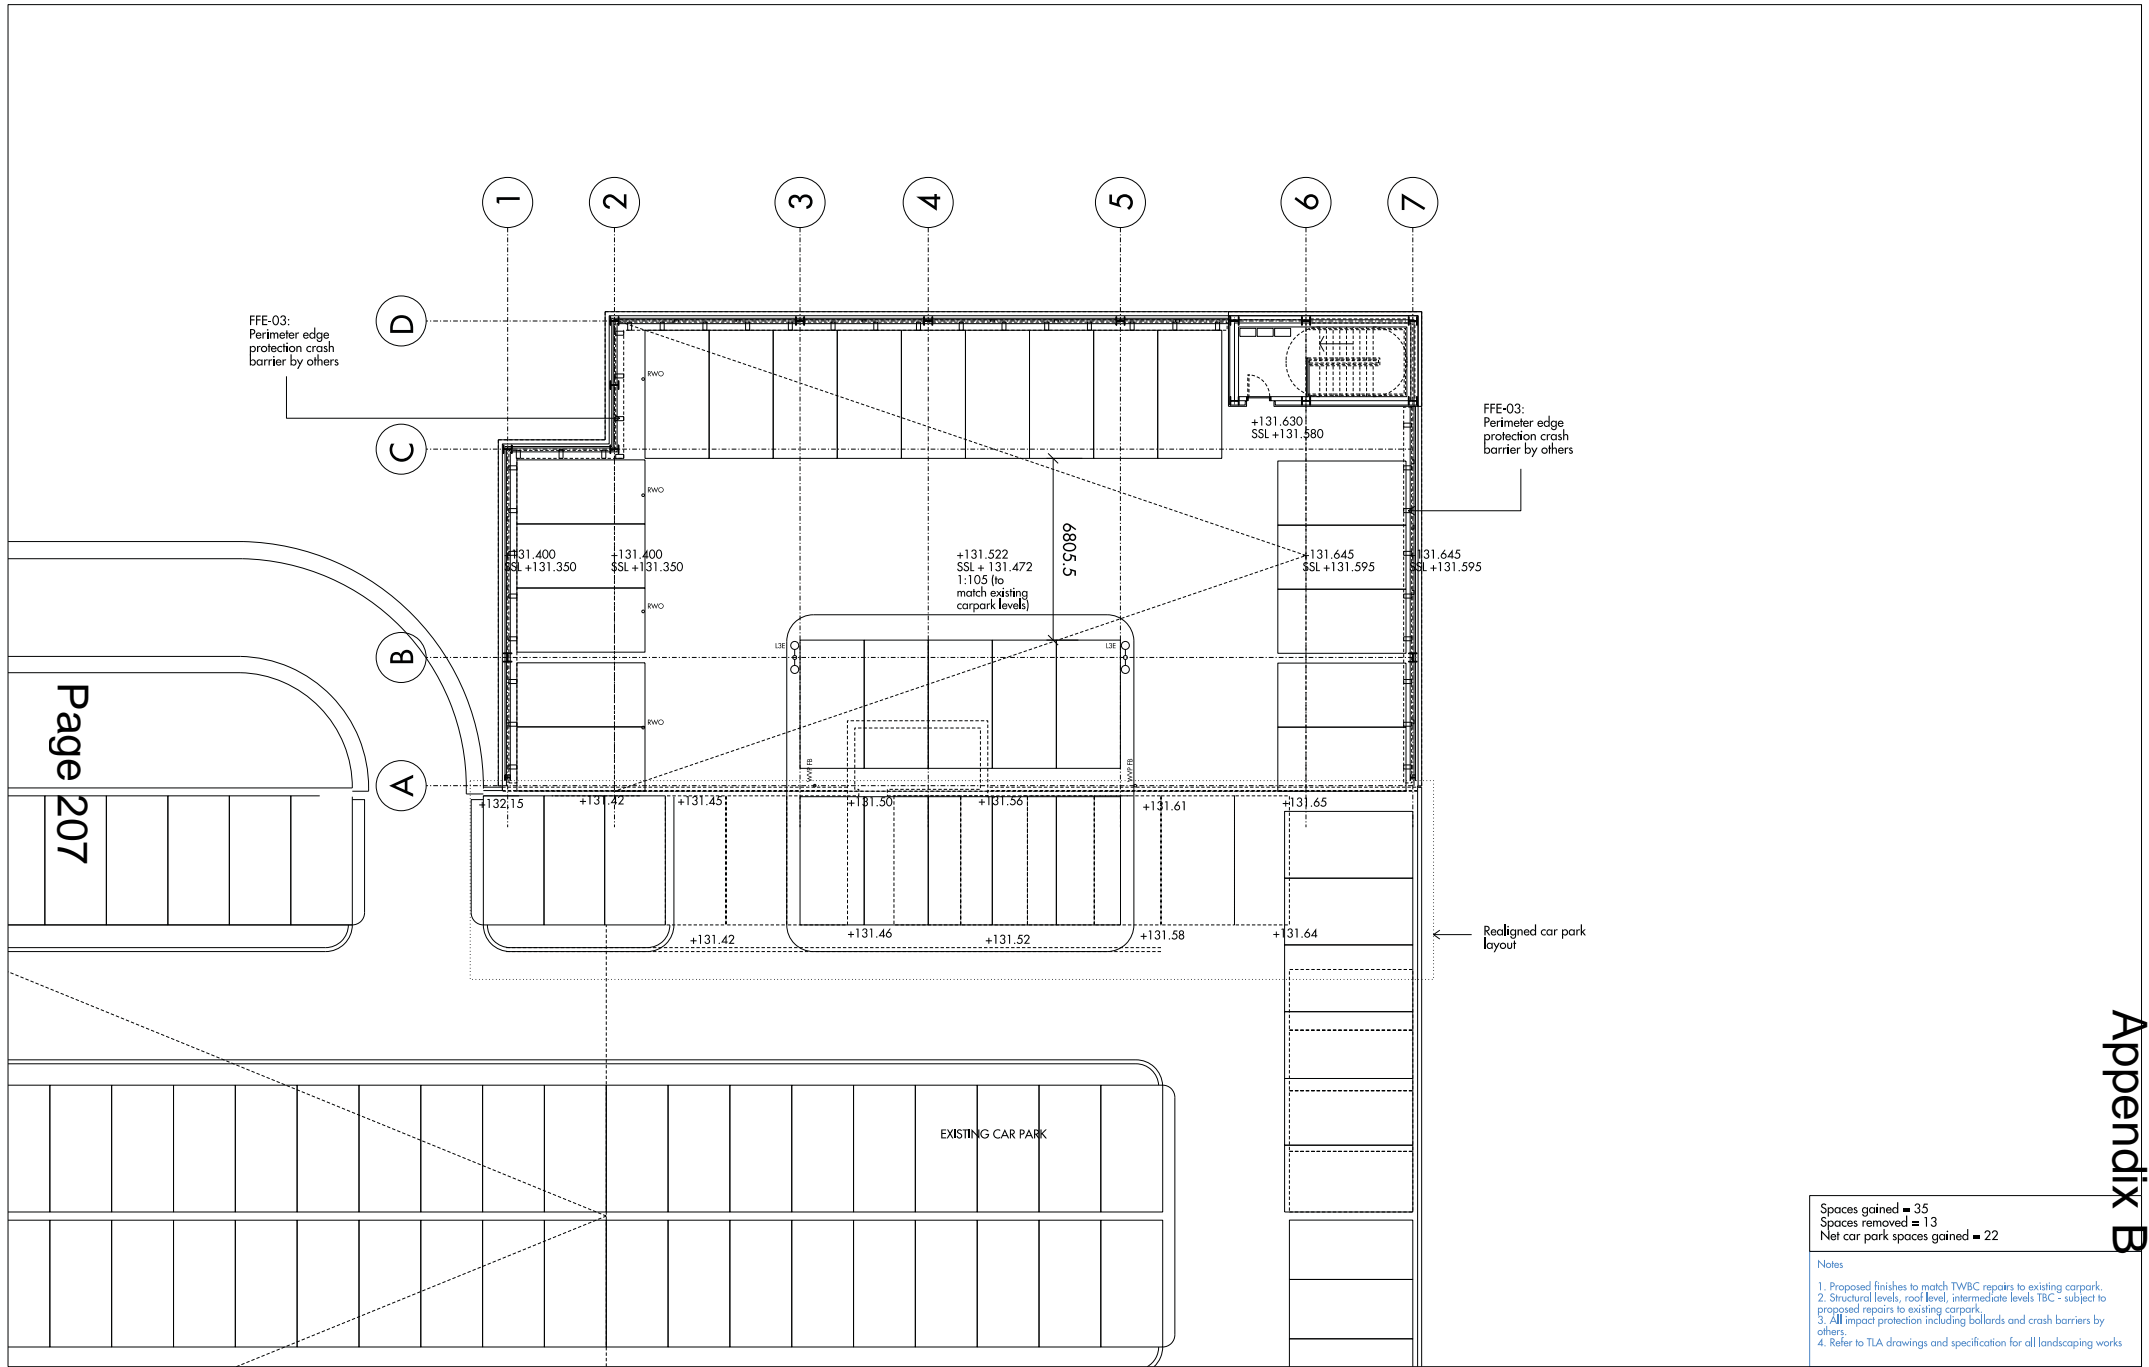 1
2
3
4
5
6
7
D
C
B
A
FFE-03:
Perimeter edge
protection crash
barrier by others
FFE-03:
Perimeter edge
protection crash
barrier by others
RWO
RWO
RWO
RWO
+131.630
SSL +131.580
+131.400
SSL +131.350
+131.400
SSL +131.350
+131.522
SSL + 131.472
1:105 (to
match existing
carpark levels)
6805.5
+131.645
SSL +131.595
+131.645
SSL +131.595
L3E
L3E
WVP FB
WVP FB
+132.15
+131.42
+131.45
+131.50
+131.56
+131.61
+131.65
+131.42
+131.46
+131.52
+131.58
+131.64
Realigned car park
layout
EXISTING CAR PARK
Page 207
Appendix B
Spaces gained = 35
Spaces removed = 13
Net car park spaces gained = 22
Notes
1. Proposed finishes to match TWBC repairs to existing carpark.
2. Structural levels, roof level, intermediate levels TBC - subject to
proposed repairs to existing carpark.
3. All impact protection including bollards and crash barriers by
others.
4. Refer to TLA drawings and specification for all landscaping works